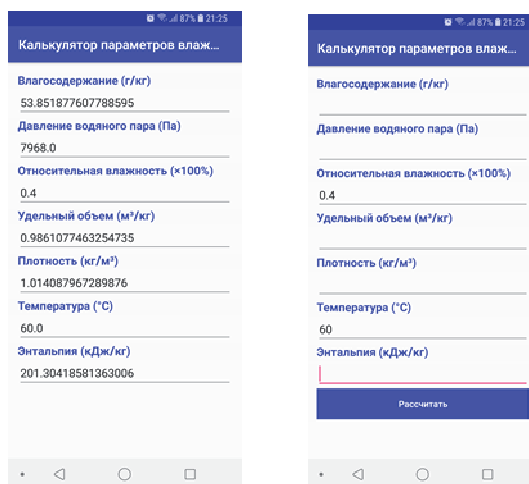 87% 21:25
Калькулятор параметров влаж...
Влагосодержание (г/кг)
53.851877607788595
Давление водяного пара (Па)
7968.0
Относительная влажность (×100%)
0.4
Удельный объем (м³/кг)
0.9861077463254735
Плотность (кг/м³)
1.014087967289876
Температура (°C)
60.0
Энтальпия (кДж/кг)
201.30418581363006
87% 21:25
Калькулятор параметров влаж...
Влагосодержание (г/кг)
Давление водяного пара (Па)
Относительная влажность (×100%)
0.4
Удельный объем (м³/кг)
Плотность (кг/м³)
Температура (°C)
60
Энтальпия (кДж/кг)
Рассчитать